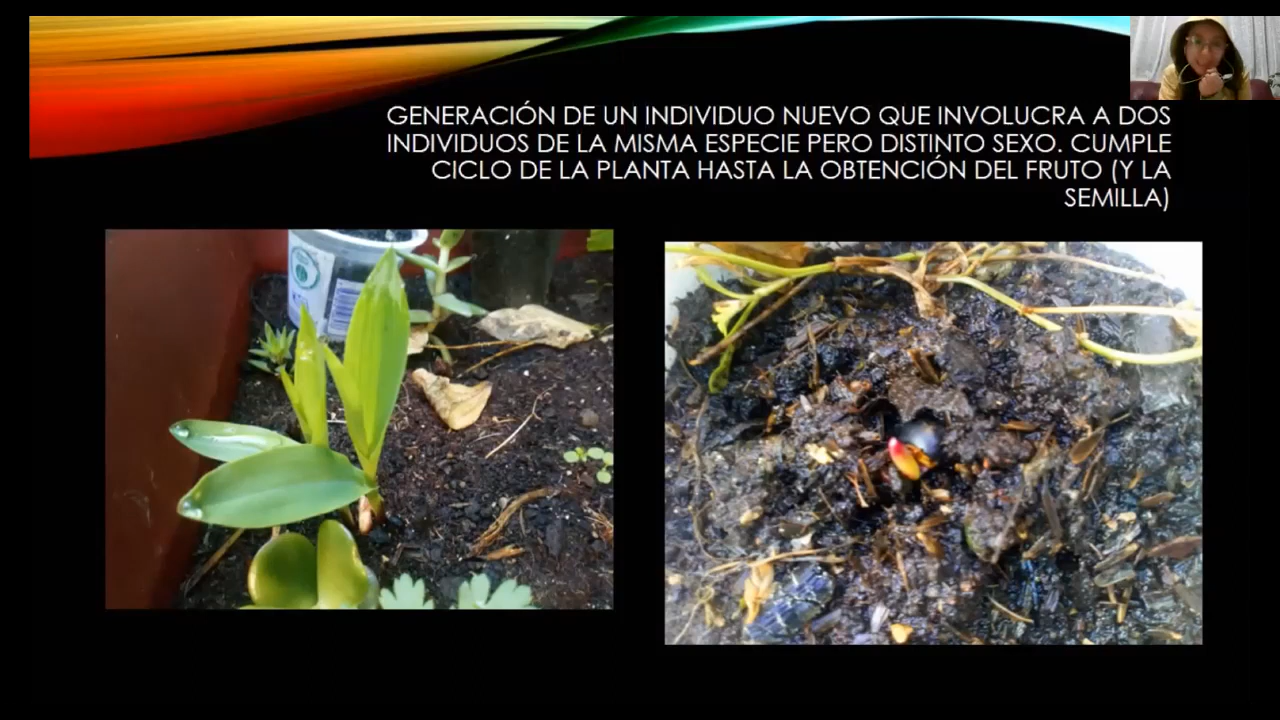 GENERACIÓN DE UN INDIVIDUO NUEVO QUE INVOLUCRA A DOS
INDIVIDUOS DE LA MISMA ESPECIE PERO DISTINTO SEXO. CUMPLE
CICLO DE LA PLANTA HASTA LA OBTENCIÓN DEL FRUTO (Y LA
SEMILLA)